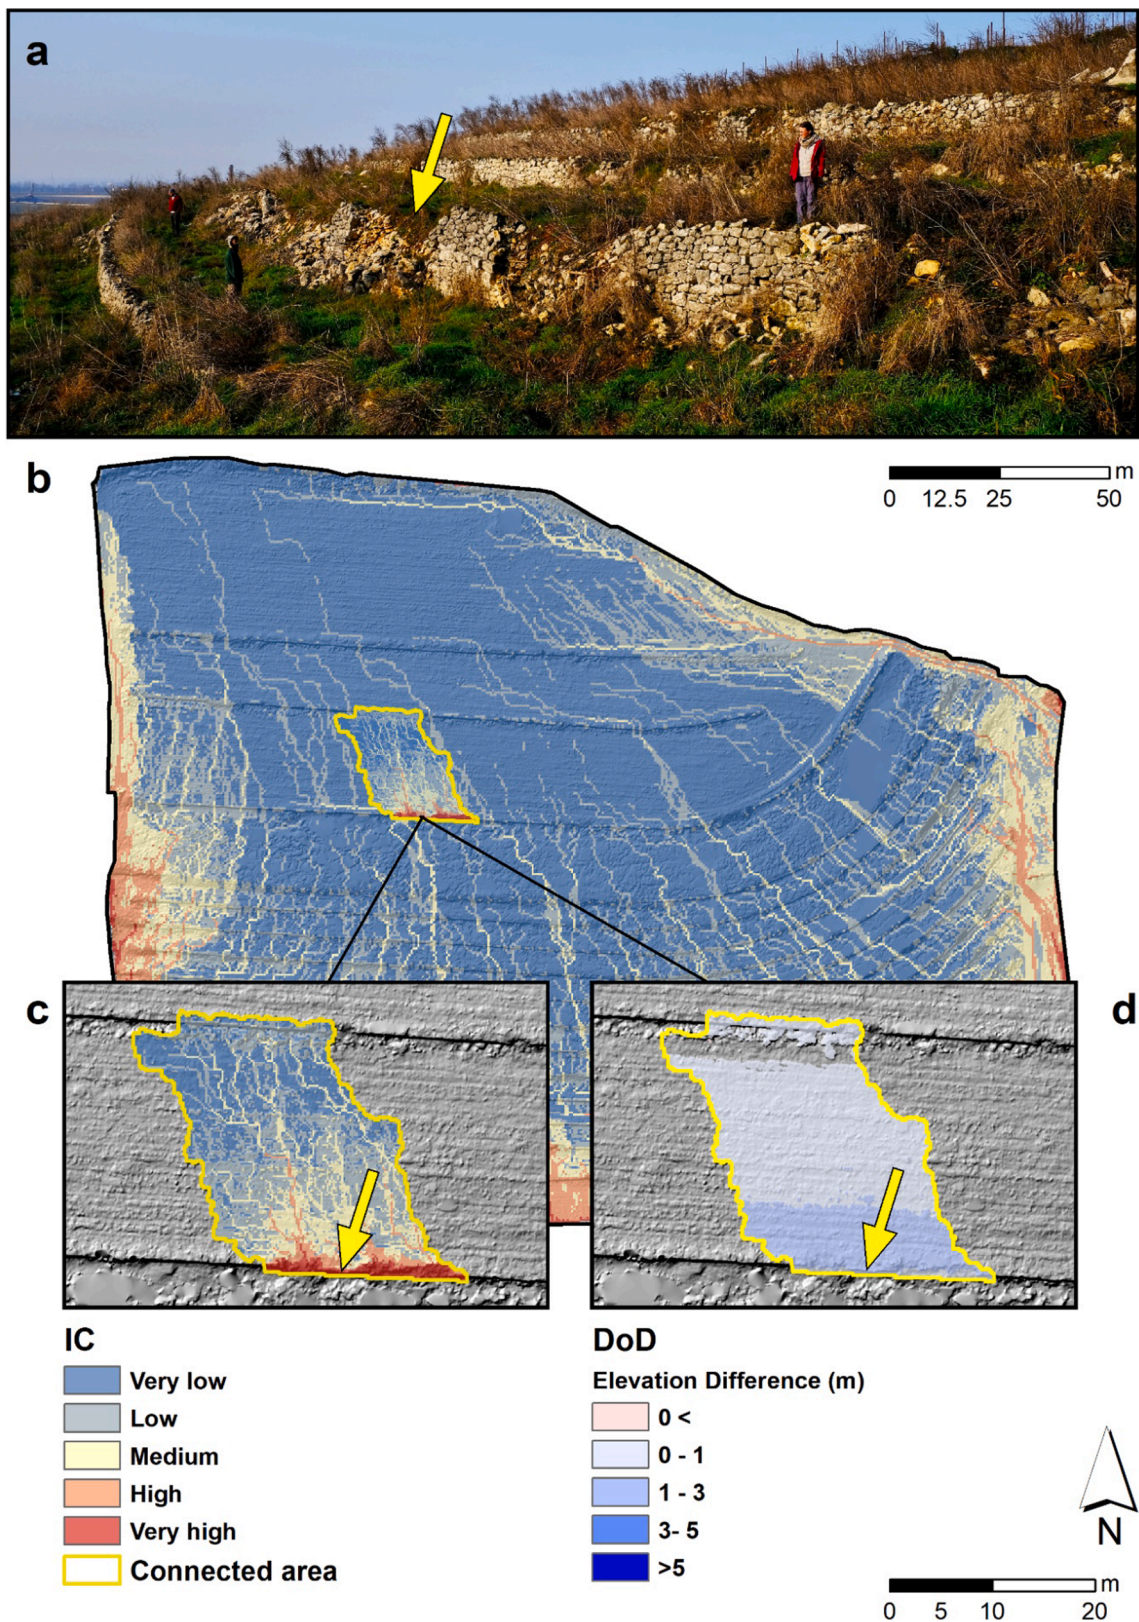 a
b
m
0 12.5 25 50
c
d
IC
Very low
Low
Medium
High
Very high
Connected area
DoD
Elevation Difference (m)
0 <
0 - 1
1 - 3
3- 5
>5
N
m
0 5 10 20